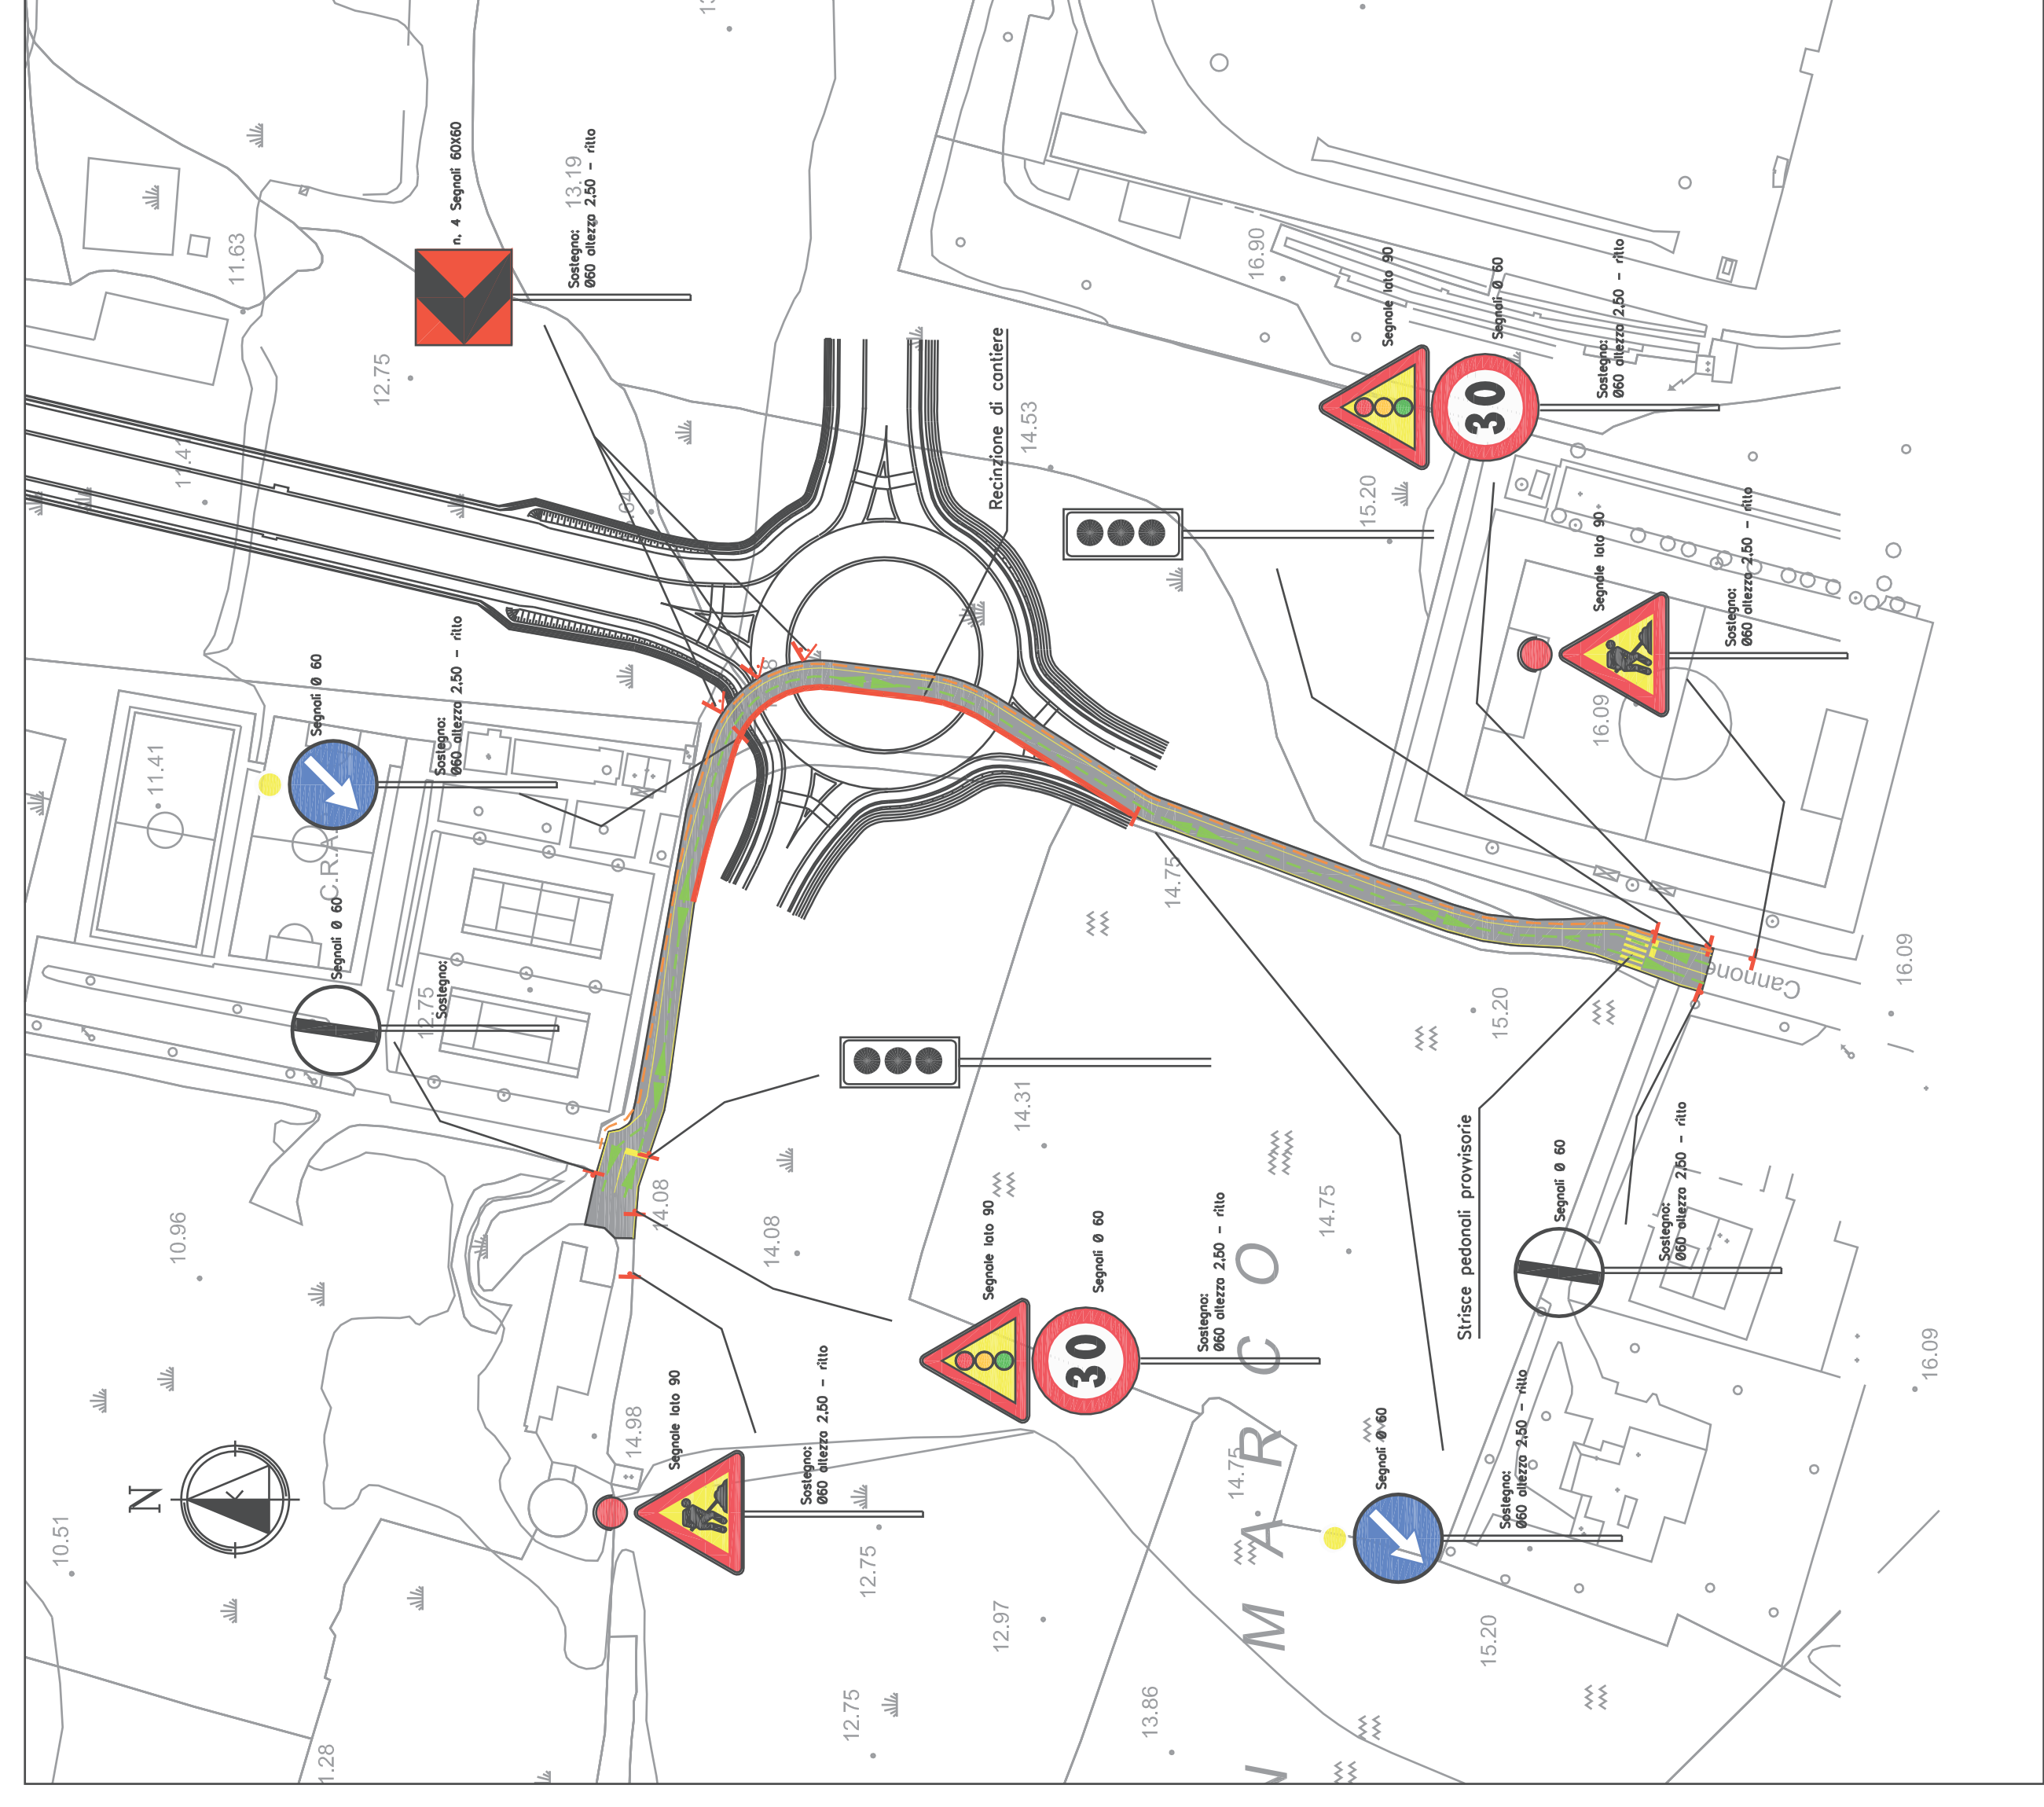 n. 4 Segnali 60X60
Sostegno:
Ø60 altezza 2,50 - ritto
13.19
11.63
12.75
11.41
Recinzione di cantiere
14.53
16.90
Segnale lato 90
Segnali Ø 60
Sostegno:
Ø60 altezza 2,50 - ritto
30
15.20
Segnale lato 90
Sostegno:
Ø60 altezza 2,50 - ritto
16.09
Segnali Ø 60
Sostegno:
Ø60 altezza 2,50 - ritto
11.41
C.R.A.
Segnali Ø 60
Sostegno:
12.75
14.75
15.20
Cannone
16.09
14.31
14.08
14.08
10.96
Segnale lato 90
Segnali Ø 60
Sostegno:
Ø60 altezza 2,50 - ritto
30
14.75
Strisce pedonali provvisorie
Segnali Ø 60
Sostegno:
Ø60 altezza 2,50 - ritto
16.09
N
10.51
14.98
Segnale lato 90
Sostegno:
Ø60 altezza 2,50 - ritto
12.75
12.97
14.75
Segnali Ø 60
Sostegno:
Ø60 altezza 2,50 - ritto
15.20
12.75
13.86
1.28
N MARCO